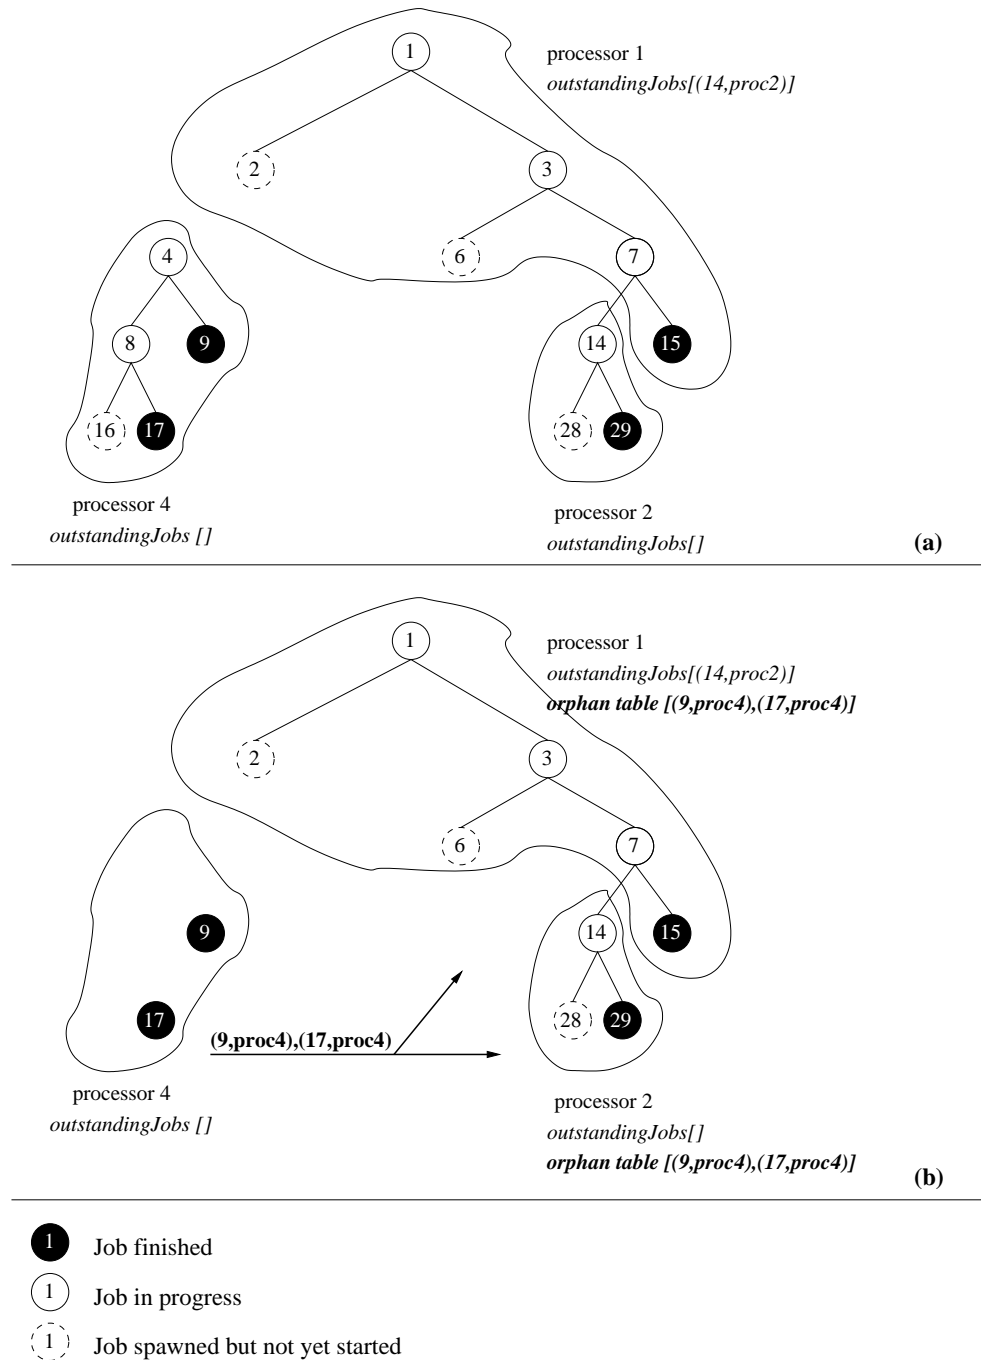 1
processor 1
outstandingJobs[(14,proc2)]
2
3
4
6
7
8
9
14
15
16
17
28
29
processor 4
outstandingJobs []
processor 2
outstandingJobs[]
(a)
1
processor 1
outstandingJobs[(14,proc2)]
orphan table [(9,proc4),(17,proc4)]
2
3
6
7
9
14
15
17
28
29
(9,proc4),(17,proc4)
processor 4
outstandingJobs []
processor 2
outstandingJobs[]
orphan table [(9,proc4),(17,proc4)]
(b)
1 Job finished
1 Job in progress
1 Job spawned but not yet started